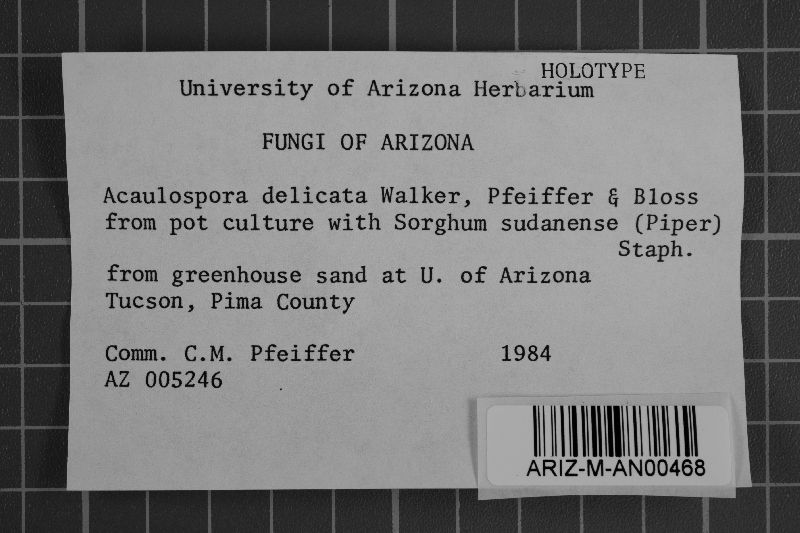 HOLOTYPE
University of Arizona Herbarium
FUNGI OF ARIZONA
Acaulospora delicata Walker, Pfeiffer & Bloss
from pot culture with Sorghum sudanense (Piper)
Staph.
from greenhouse sand at U. of Arizona
Tucson, Pima County
Comm. C.M. Pfeiffer 1984
AZ 005246
ARIZ-M-AN00468